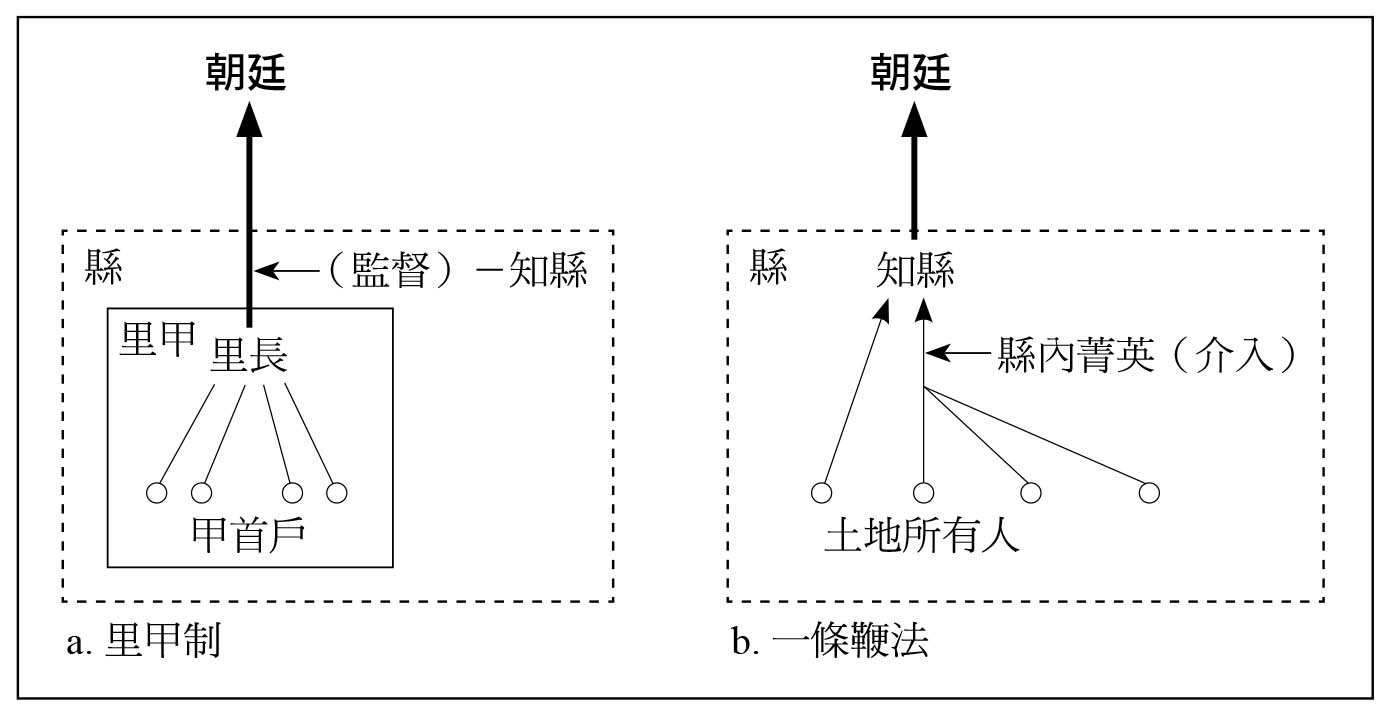 朝廷
縣
（監督）－知縣
里甲
里長
甲首戶
a. 里甲制
朝廷
縣
知縣
縣內菁英（介入）
土地所有人
b. 一條鞭法